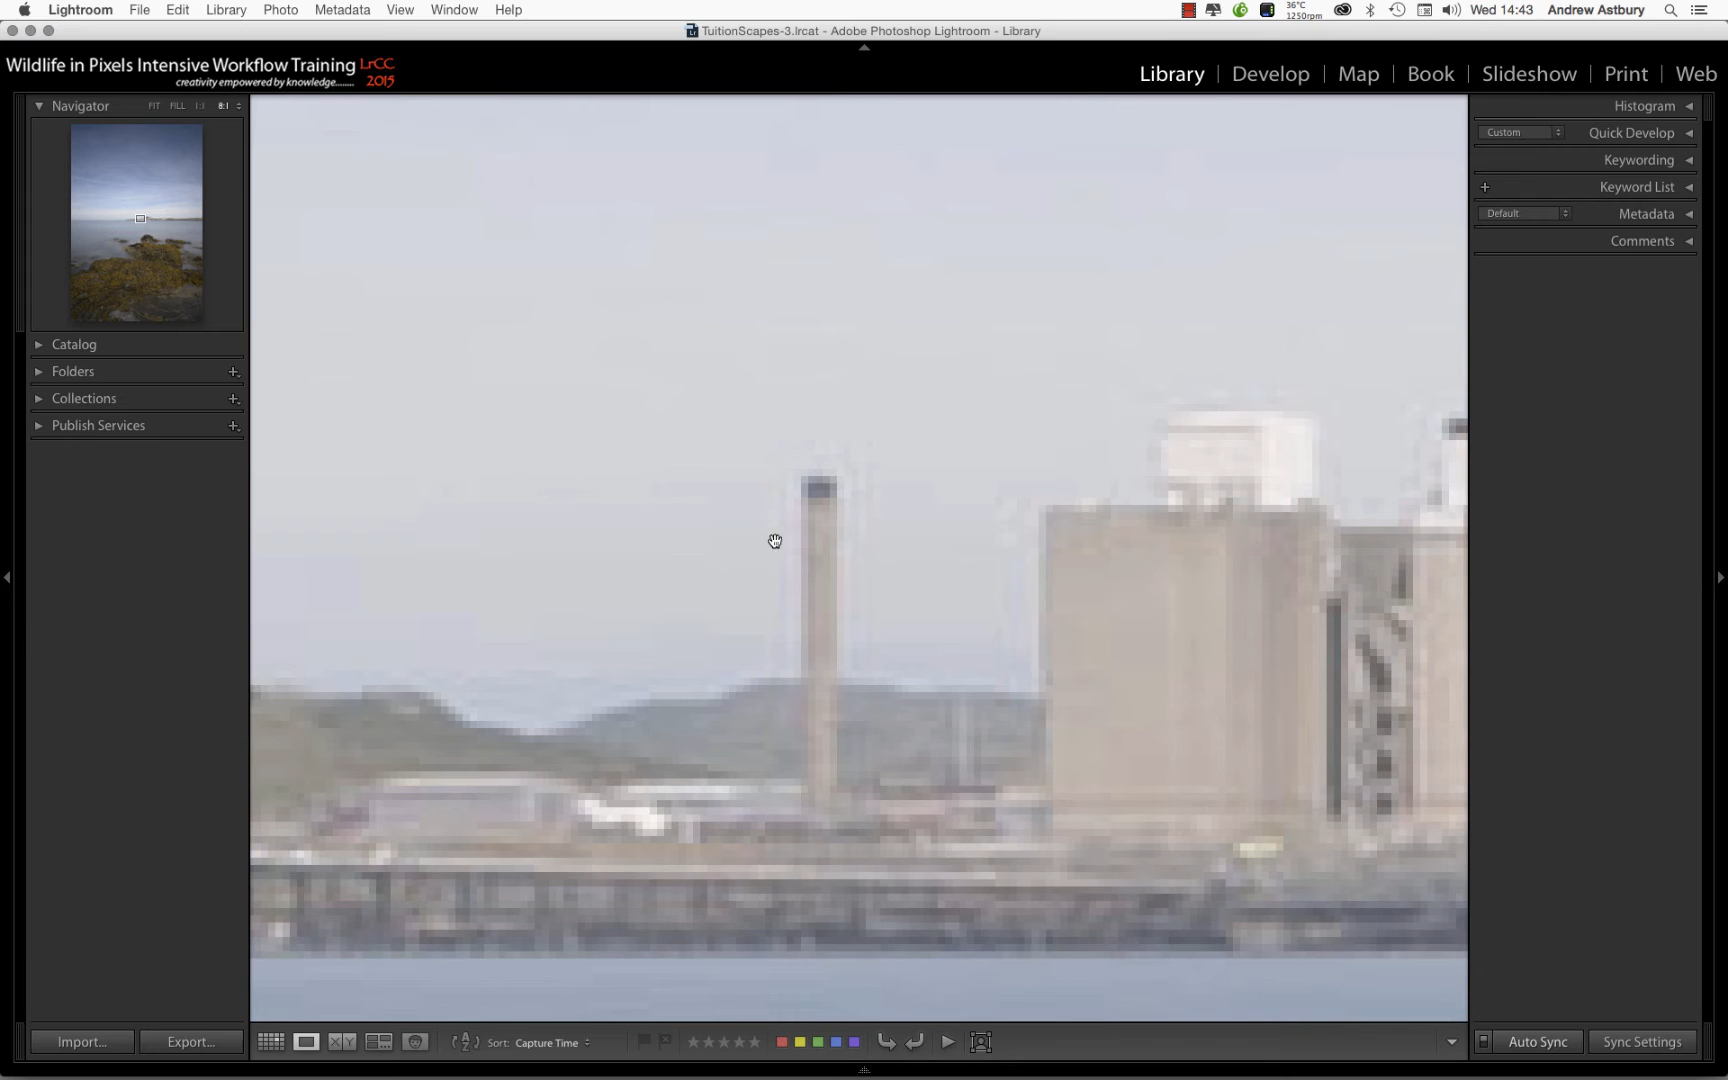 Lightroom File Edit Library Photo Metadata View Window Help
36°C
1250rpm
Wed 14:43 Andrew Astbury
TuitionScapes-3.lrcat - Adobe Photoshop Lightroom - Library
Wildlife in Pixels Intensive Workflow Training LrCC
creativity empowered by knowledge........ 2015
Library | Develop | Map | Book | Slideshow | Print | Web
Navigator FIT FILL 1:1 8:1
Catalog
Folders
Collections
Publish Services
Histogram
Custom Quick Develop
Keywording
Keyword List
Default Metadata
Comments
Import... Export...
XY
Sort: Capture Time
Auto Sync Sync Settings